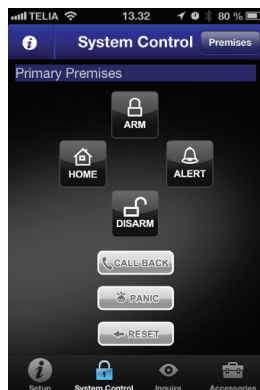 TELIA 13.32 80 %
System Control Premises
Primary Premises
ARM
HOME ALERT
DISARM
CALL BACK
PANIC
RESET
Setup System Control Inquire Accessories